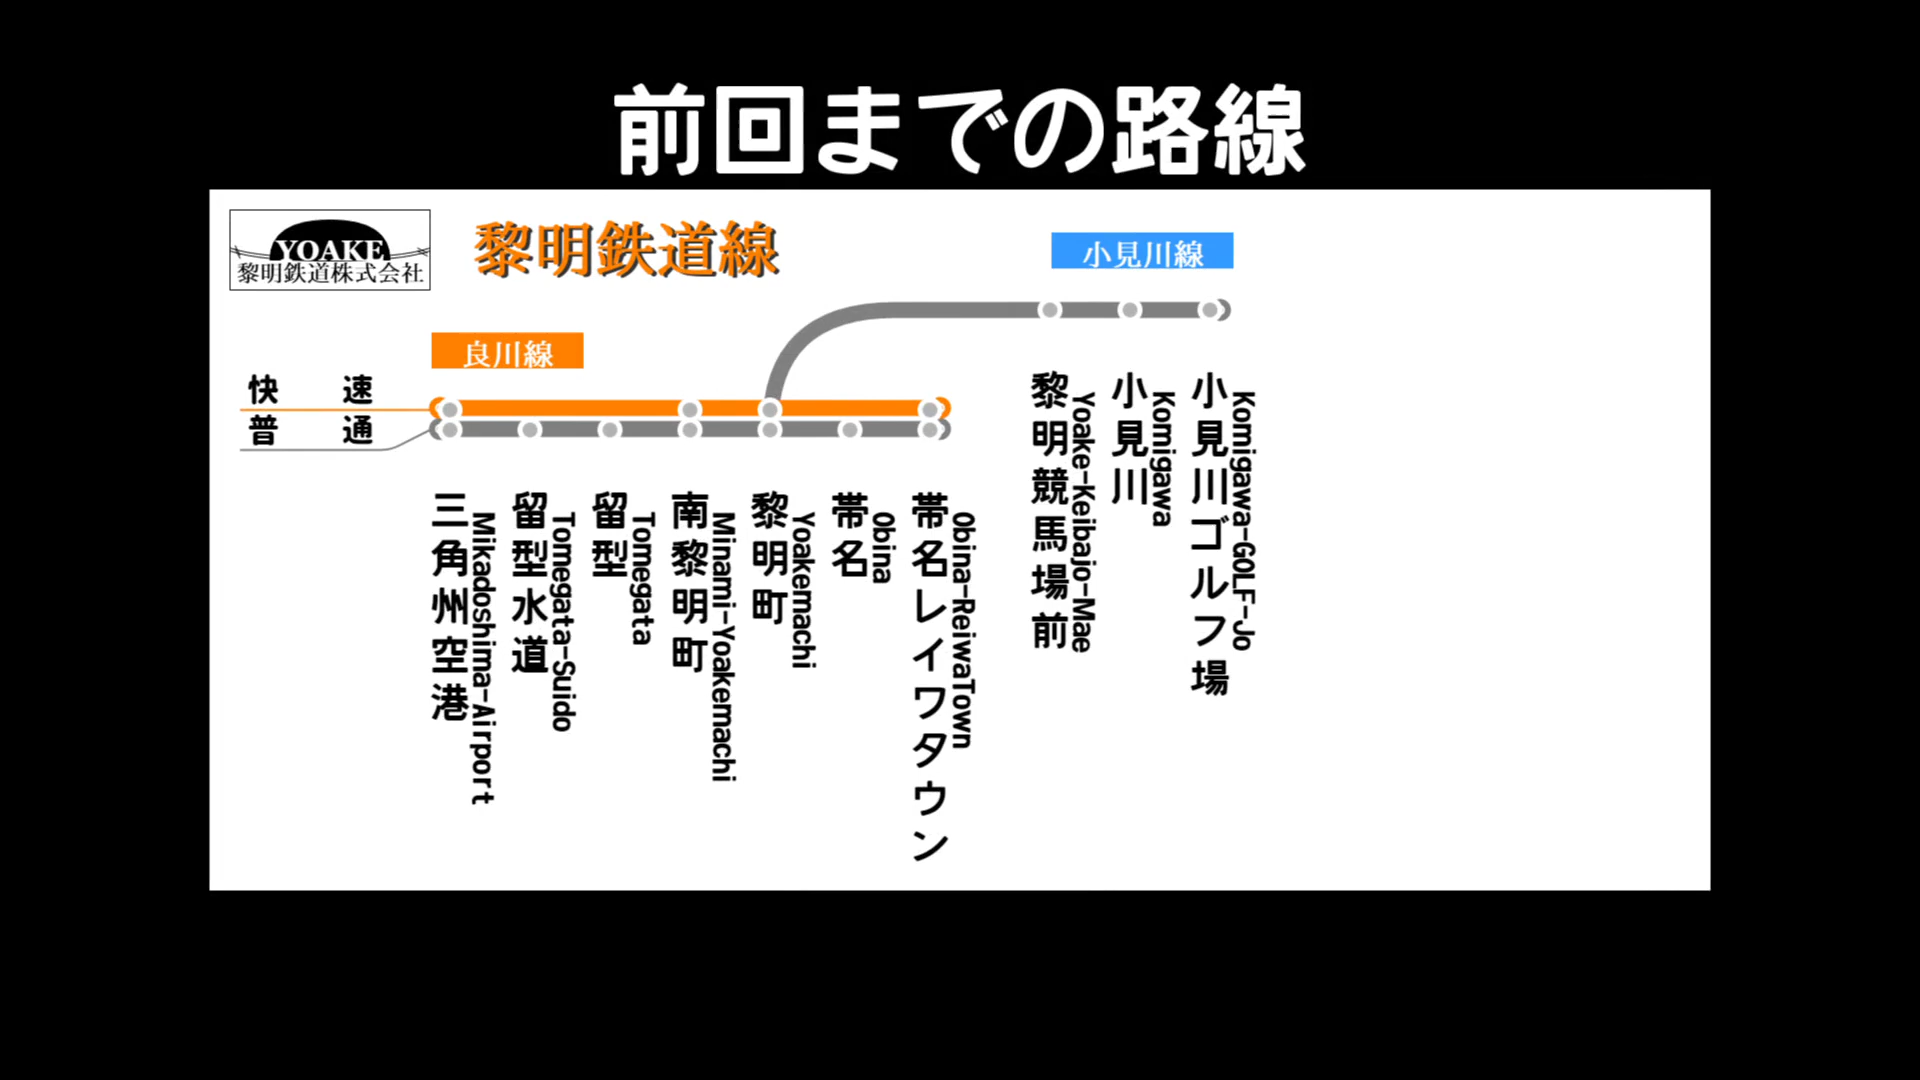 前回までの路線
YOAKE
黎明鉄道株式会社
黎明鉄道線
小見川線
良川線
快速
普通
三角州空港
Mikadoshima-Airport
留型水道
Tomegata-Suido
留型
Tomegata
南黎明町
Minami-Yoakemachi
黎明町
Yoakemachi
帯名
Obina
帯名レイワタウン
Obina-ReiwaTown
黎明競馬場前
Yoake-Keibajo-Mae
小見川
Komigawa
小見川ゴルフ場
Komigawa-GOLF-Jo